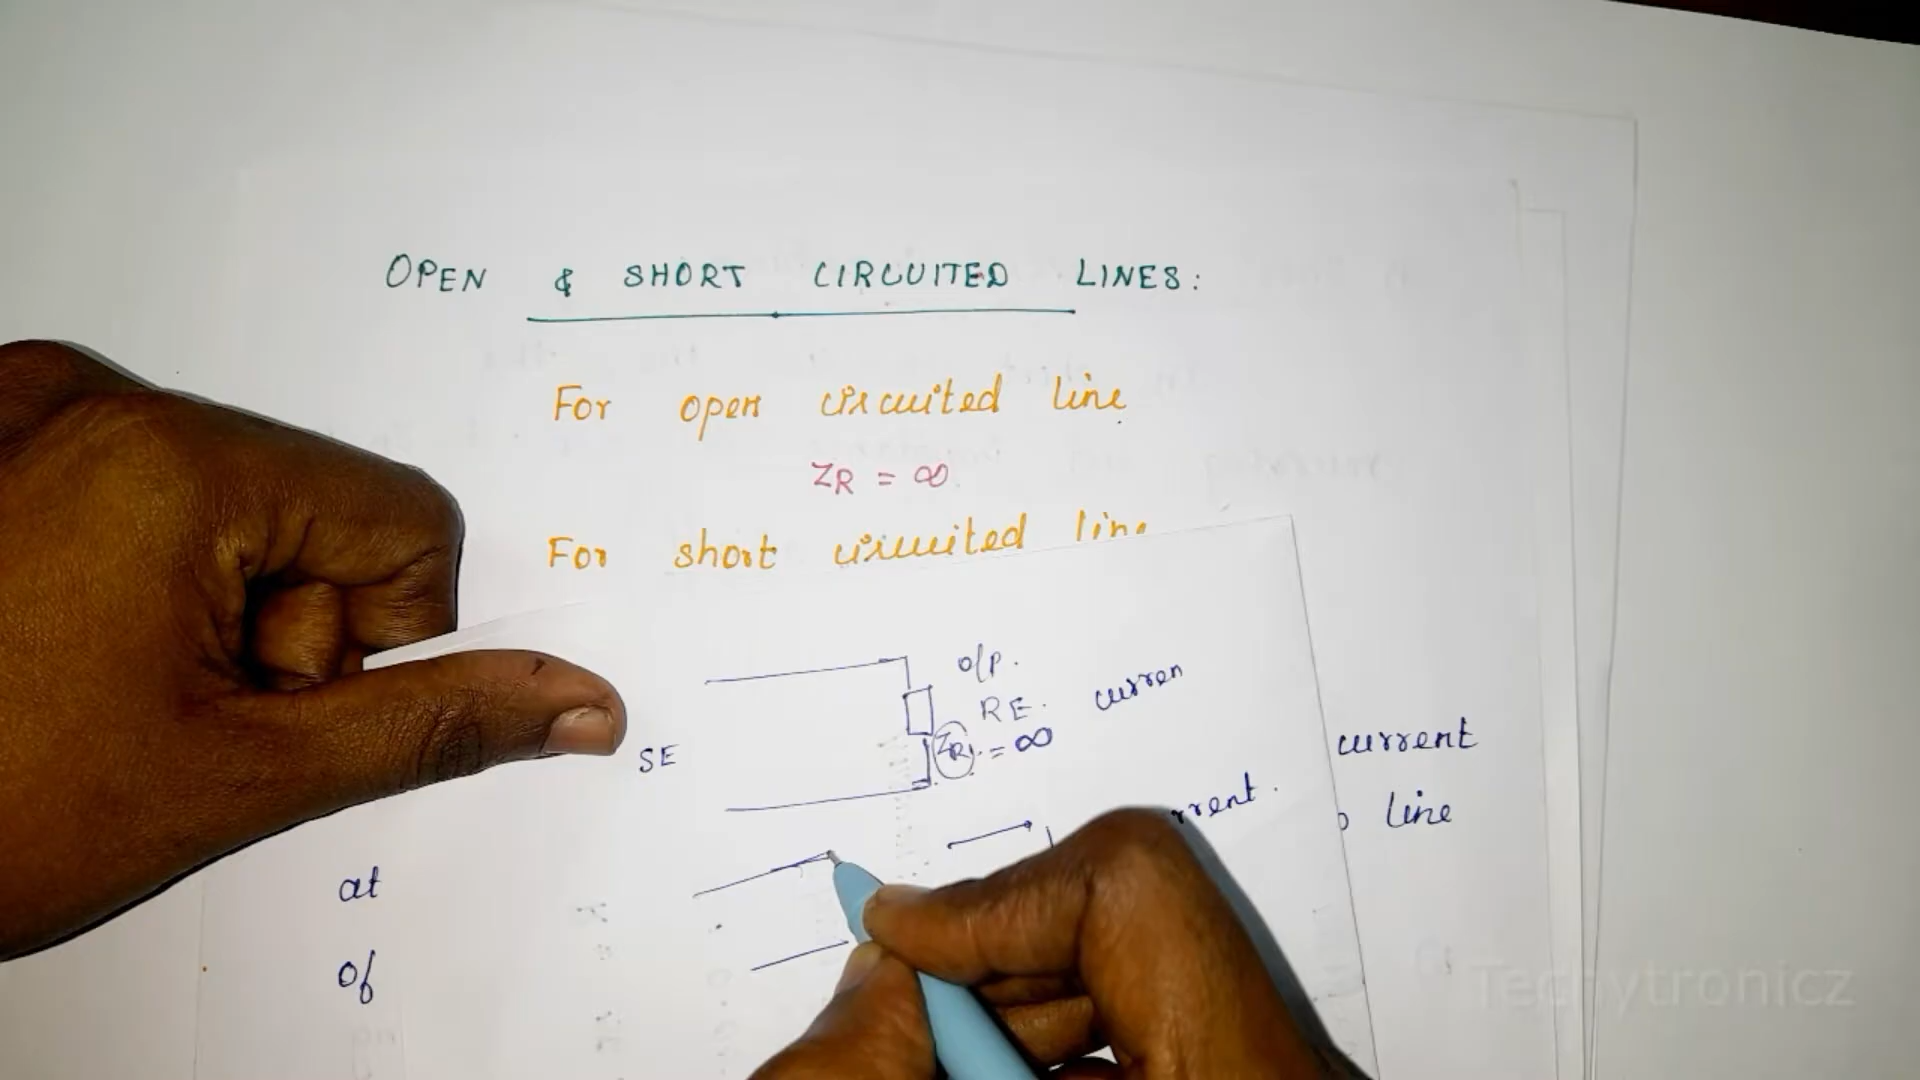 OPEN & SHORT CIRCUITED LINES:
For open circuited line
ZR = ∞
For short circuited line
O/P.
RE.
curren
SE
ZR. = ∞
current
rrent.
line
at
of
Techytronicz